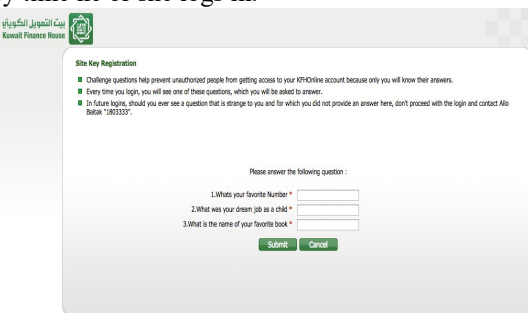 y time he or she logs in.
بيت التمويل الكويتي
Kuwait Finance House
Site Key Registration
Challenge questions help prevent unauthorized people from getting access to your KFHOnline account because only you will know their answers.
Every time you login, you will see one of these questions, which you will be asked to answer.
In future logins, should you ever see a question that is strange to you and for which you did not provide an answer here, don't proceed with the login and contact Allo
Baitak "1803333".
Please answer the following question :
1.Whats your favorite Number *
2.What was your dream job as a child *
3.What is the name of your favorite book *
Submit Cancel